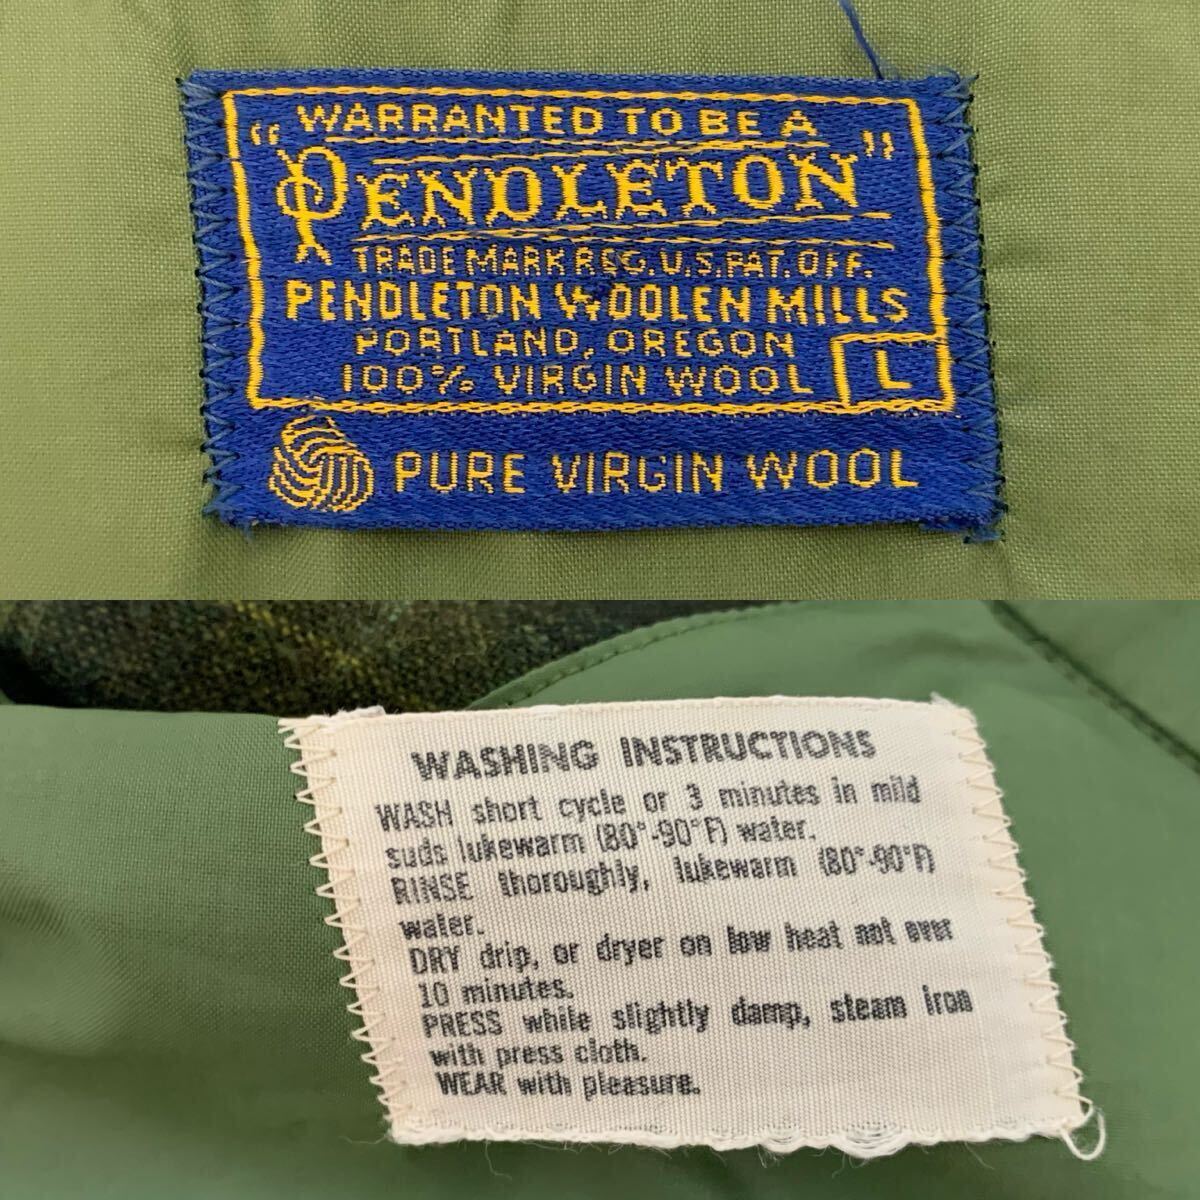 WARRANTED TO BE A
"PENDLETON"
TRADE MARK REG. U.S. PAT. OFF.
PENDLETON WOOLEN MILLS
PORTLAND, OREGON
100% VIRGIN WOOL L
PURE VIRGIN WOOL
WASHING INSTRUCTIONS
WASH short cycle or 3 minutes in mild
suds lukewarm (80°-90°F) water.
RINSE thoroughly, lukewarm (80°-90°F)
water.
DRY drip, or dryer on low heat not over
10 minutes.
PRESS while slightly damp, steam iron
with press cloth.
WEAR with pleasure.